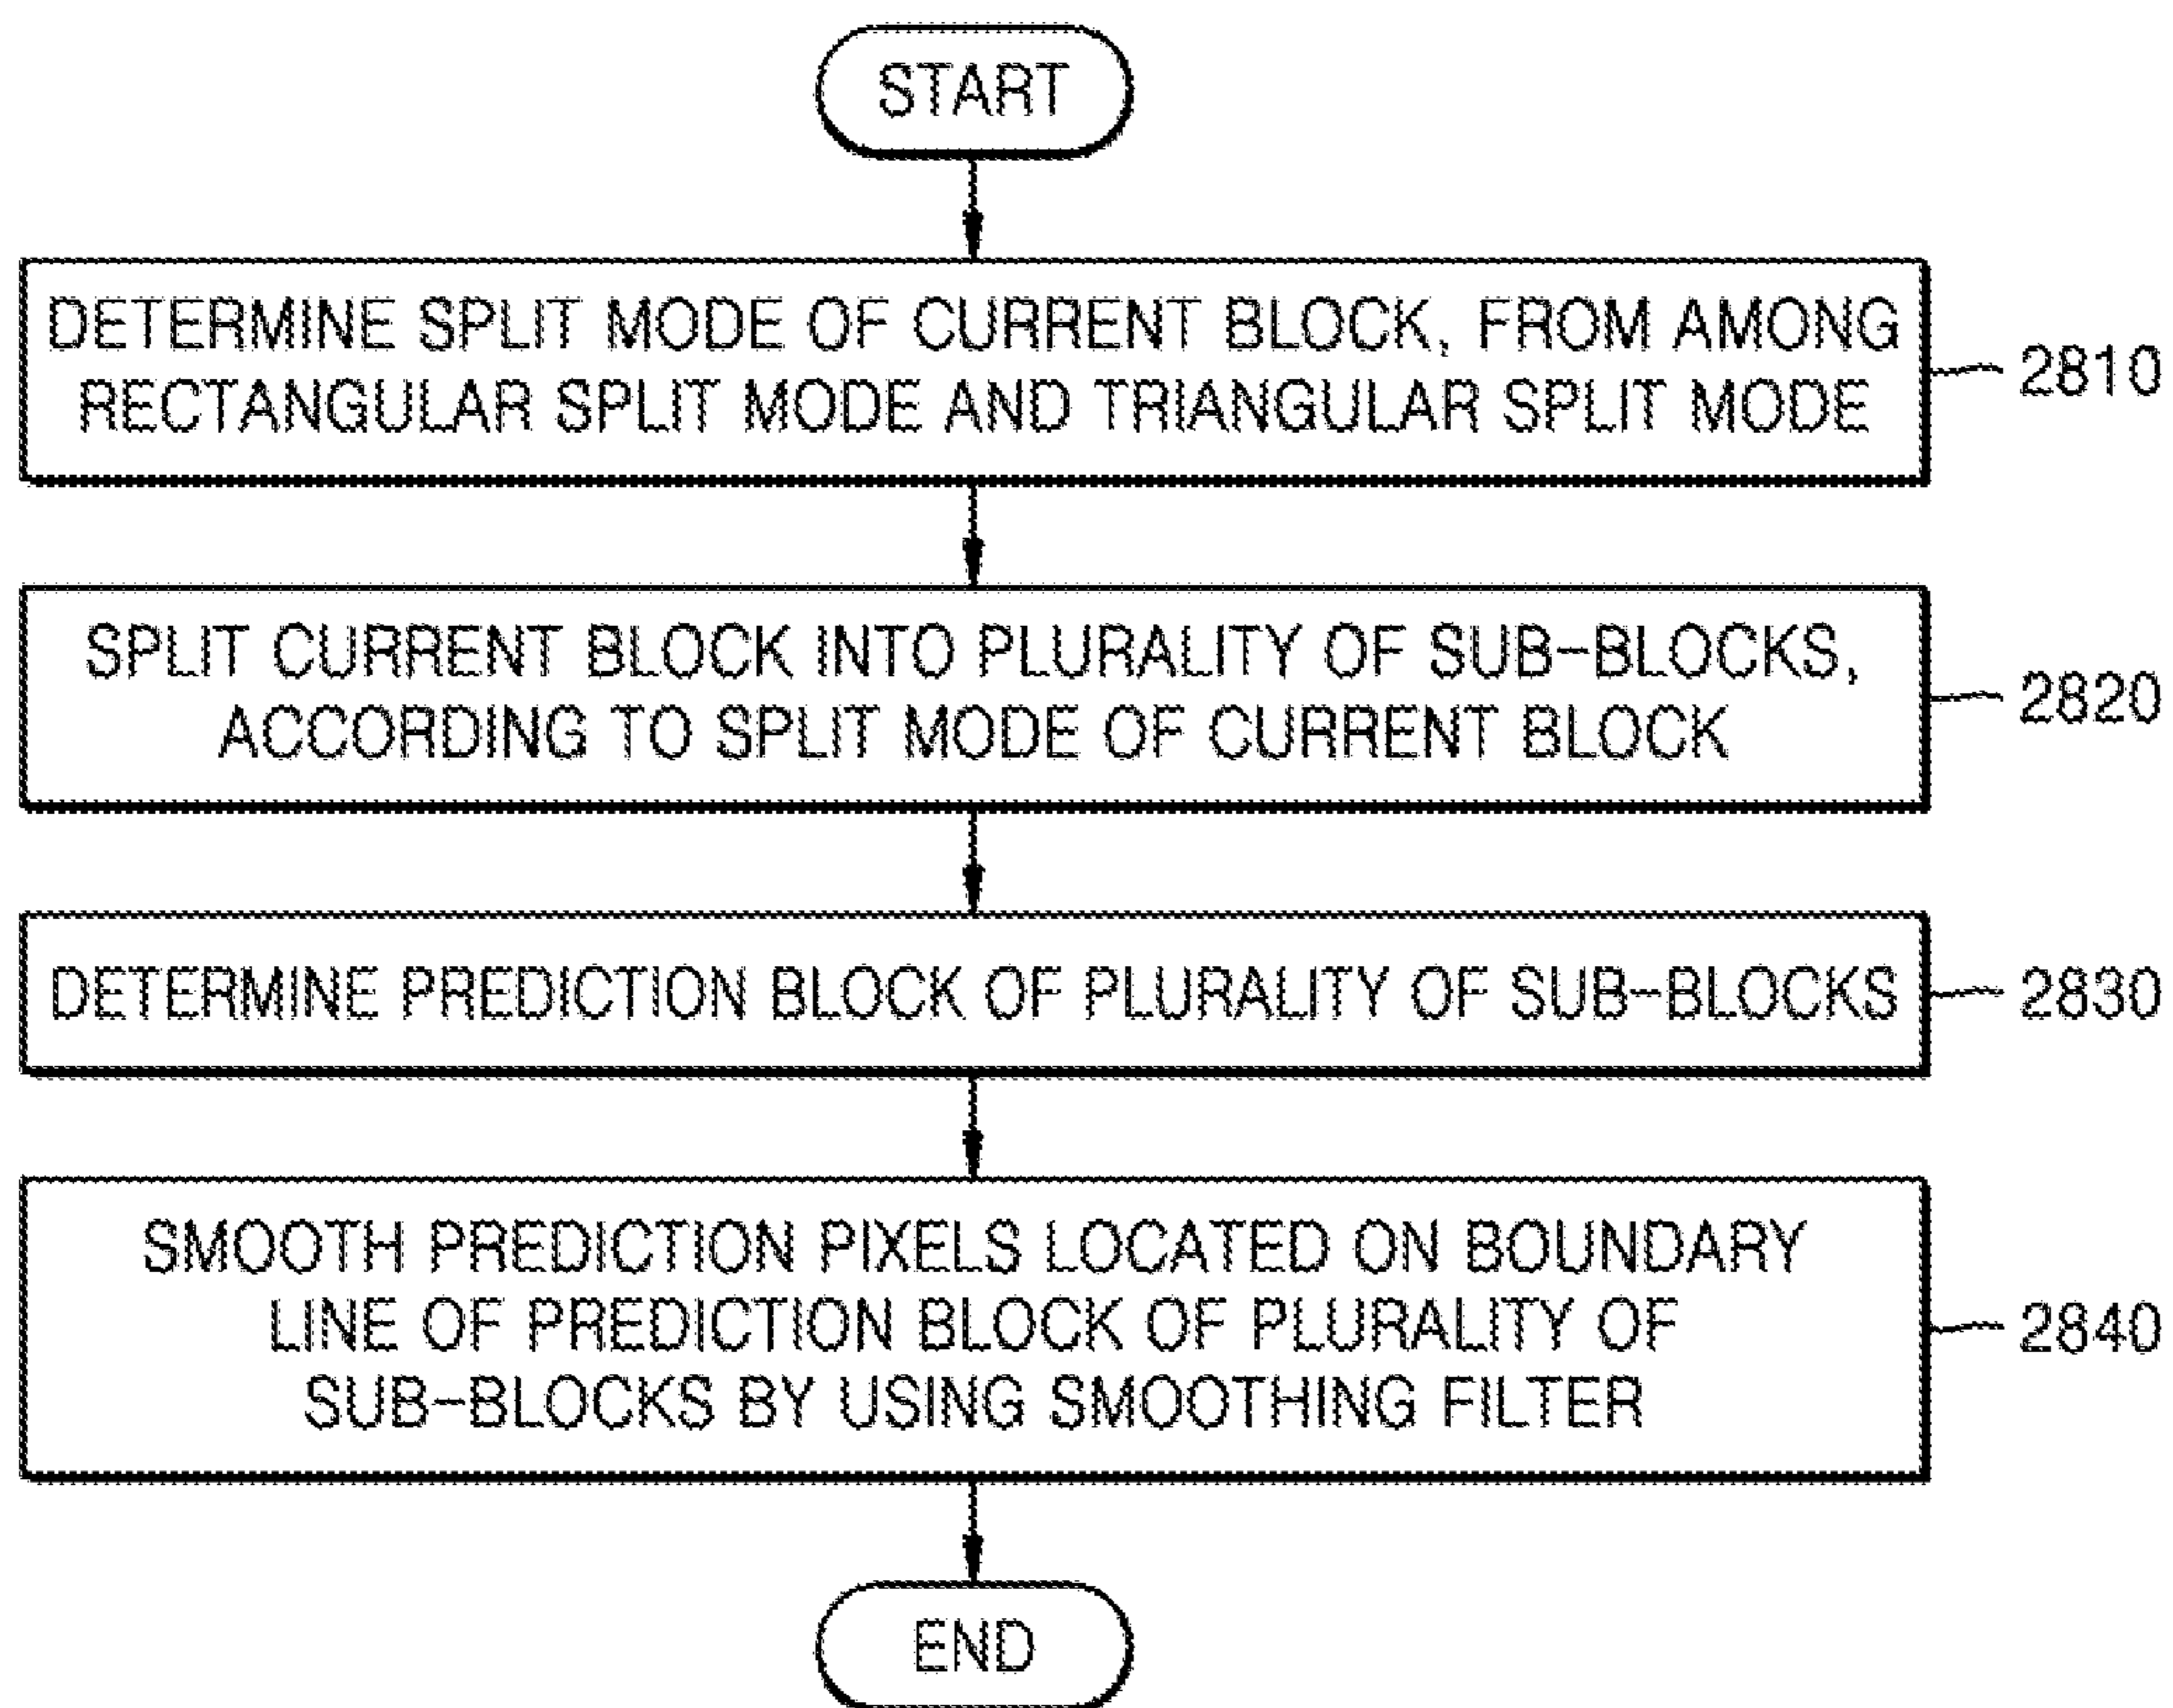 START
DETERMINE SPLIT MODE OF CURRENT BLOCK, FROM AMONG
RECTANGULAR SPLIT MODE AND TRIANGULAR SPLIT MODE
2810
SPLIT CURRENT BLOCK INTO PLURALITY OF SUB-BLOCKS,
ACCORDING TO SPLIT MODE OF CURRENT BLOCK
2820
DETERMINE PREDICTION BLOCK OF PLURALITY OF SUB-BLOCKS
2830
SMOOTH PREDICTION PIXELS LOCATED ON BOUNDARY
LINE OF PREDICTION BLOCK OF PLURALITY OF
SUB-BLOCKS BY USING SMOOTHING FILTER
2840
END